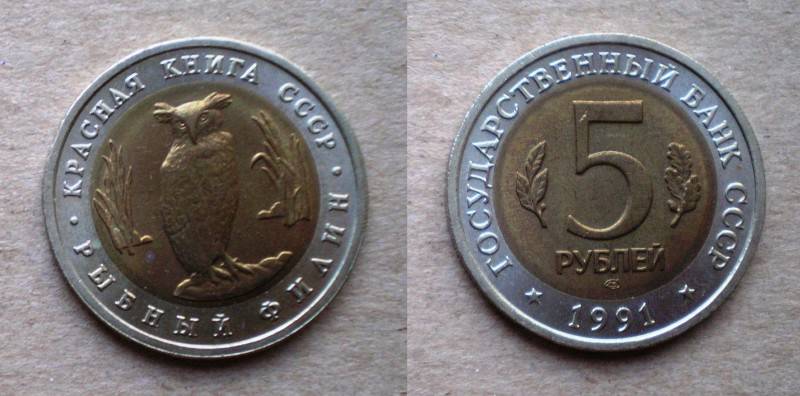 КРАСНАЯ КНИГА СССР
РЫБНЫЙ ФИЛИН
ГОСУДАРСТВЕННЫЙ БАНК СССР
5
РУБЛЕЙ
1991